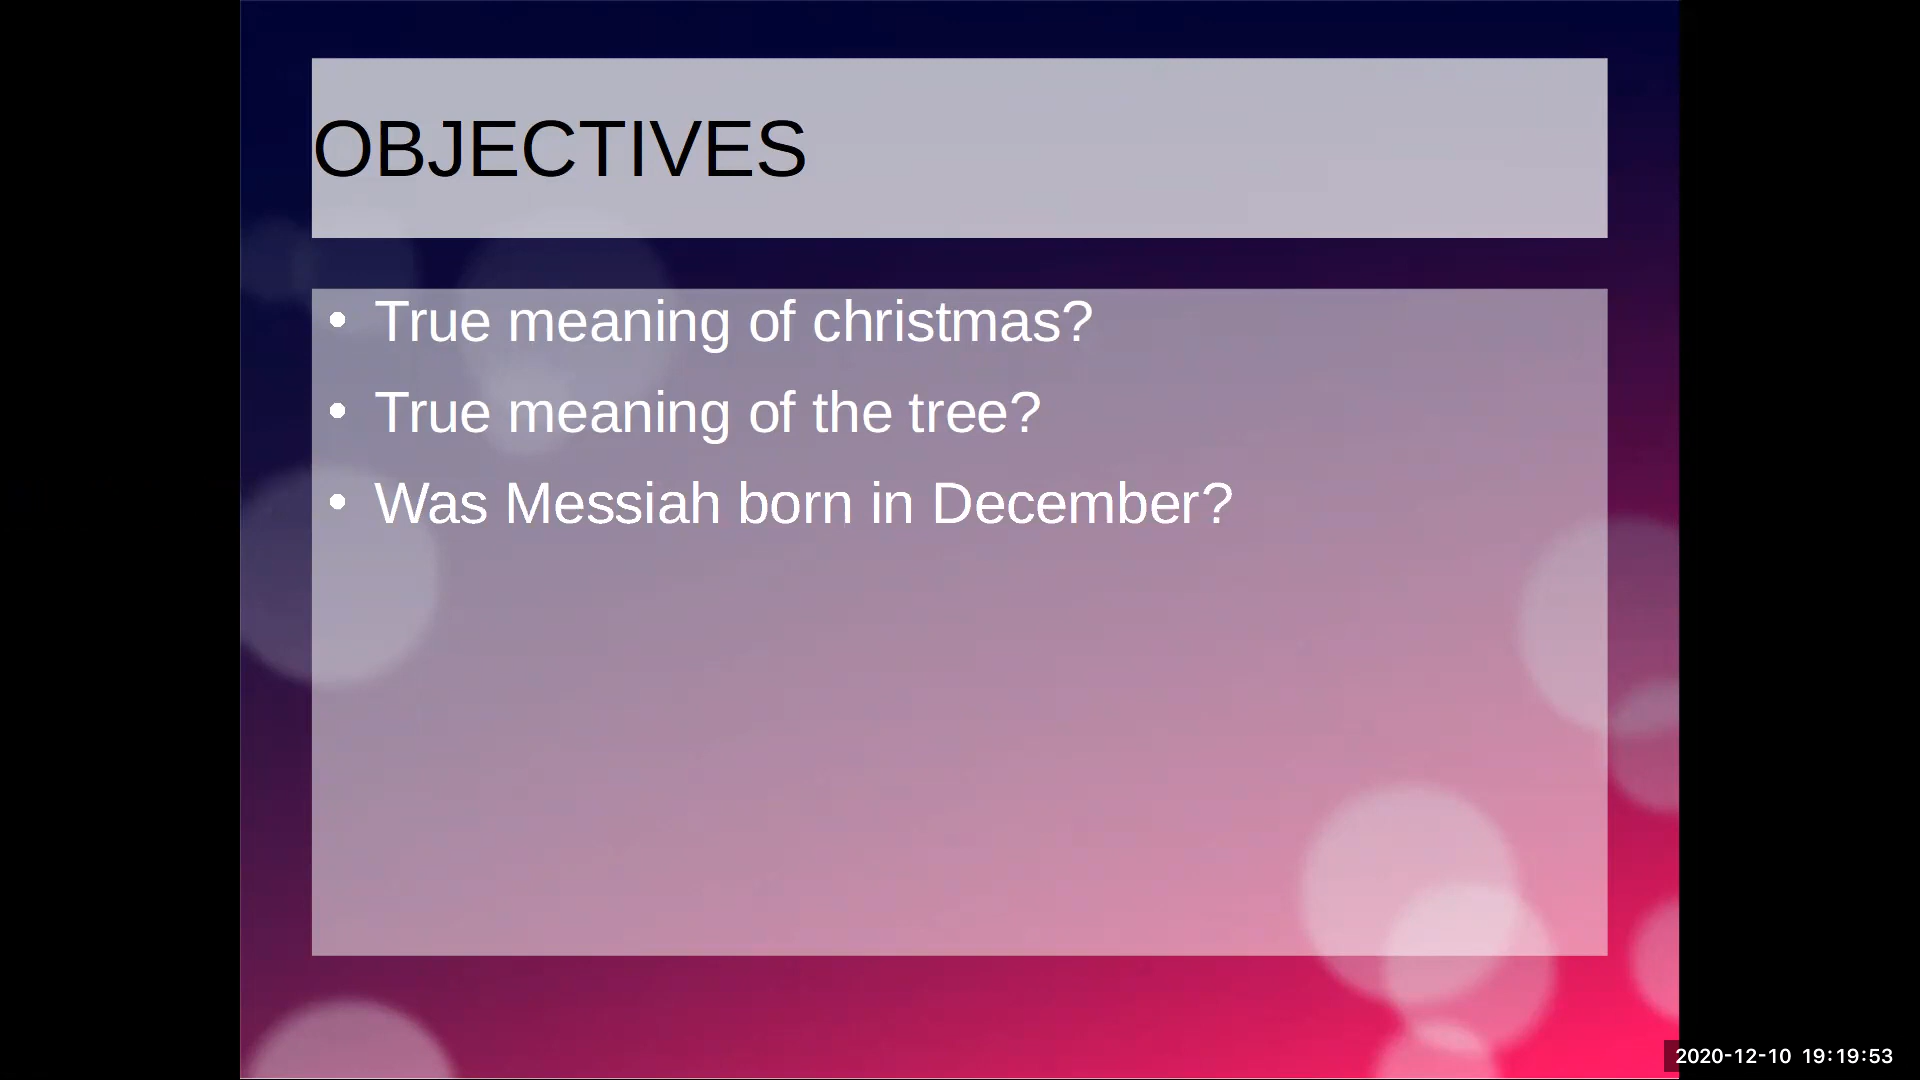 OBJECTIVES
• True meaning of christmas?
• True meaning of the tree?
• Was Messiah born in December?
2020-12-10 19:19:53